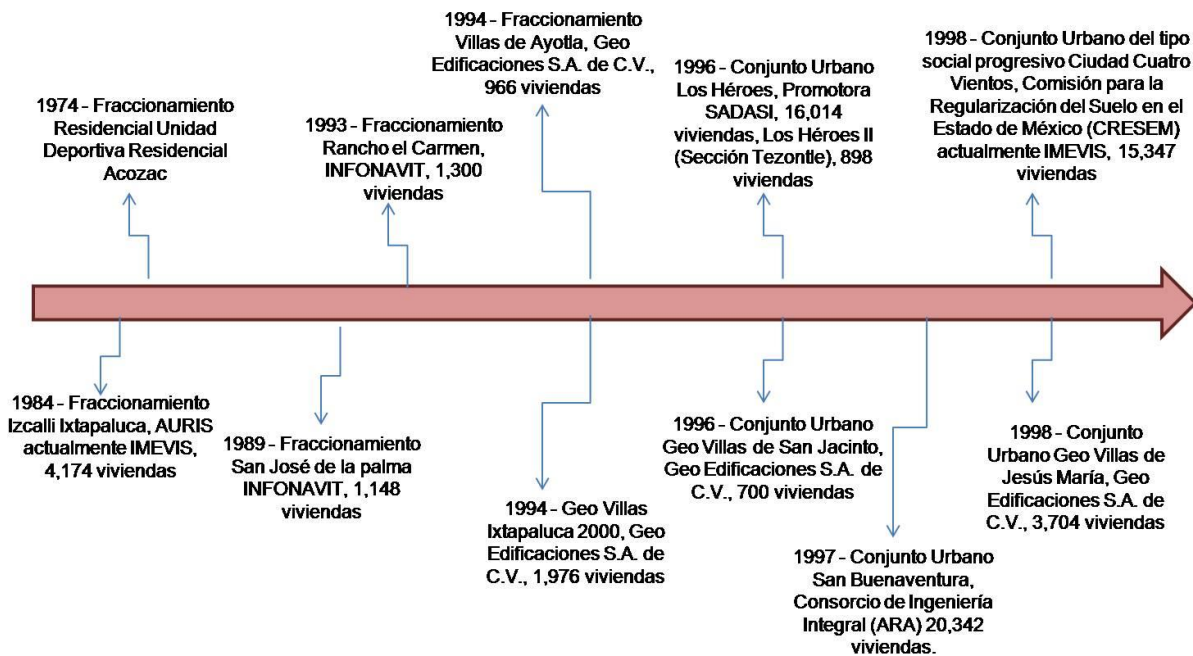 1974 - Fraccionamiento
Residencial Unidad
Deportiva Residencial
Acozac
1993 - Fraccionamiento
Rancho el Carmen,
INFONAVIT, 1,300
viviendas
1994 - Fraccionamiento
Villas de Ayotla, Geo
Edificaciones S.A. de C.V.,
966 viviendas
1996 - Conjunto Urbano
Los Héroes, Promotora
SADASI, 16,014
viviendas, Los Héroes II
(Sección Tezontle), 898
viviendas
1998 - Conjunto Urbano del tipo
social progresivo Ciudad Cuatro
Vientos, Comisión para la
Regularización del Suelo en el
Estado de México (CRESEM)
actualmente IMEVIS, 15,347
viviendas
1984 - Fraccionamiento
Izcalli Ixtapaluca, AURIS
actualmente IMEVIS,
4,174 viviendas
1989 - Fraccionamiento
San José de la palma
INFONAVIT, 1,148
viviendas
1994 - Geo Villas
Ixtapaluca 2000, Geo
Edificaciones S.A. de
C.V., 1,976 viviendas
1996 - Conjunto Urbano
Geo Villas de San Jacinto,
Geo Edificaciones S.A. de
C.V., 700 viviendas
1997 - Conjunto Urbano
San Buenaventura,
Consorcio de Ingeniería
Integral (ARA) 20,342
viviendas.
1998 - Conjunto
Urbano Geo Villas de
Jesús María, Geo
Edificaciones S.A. de
C.V., 3,704 viviendas